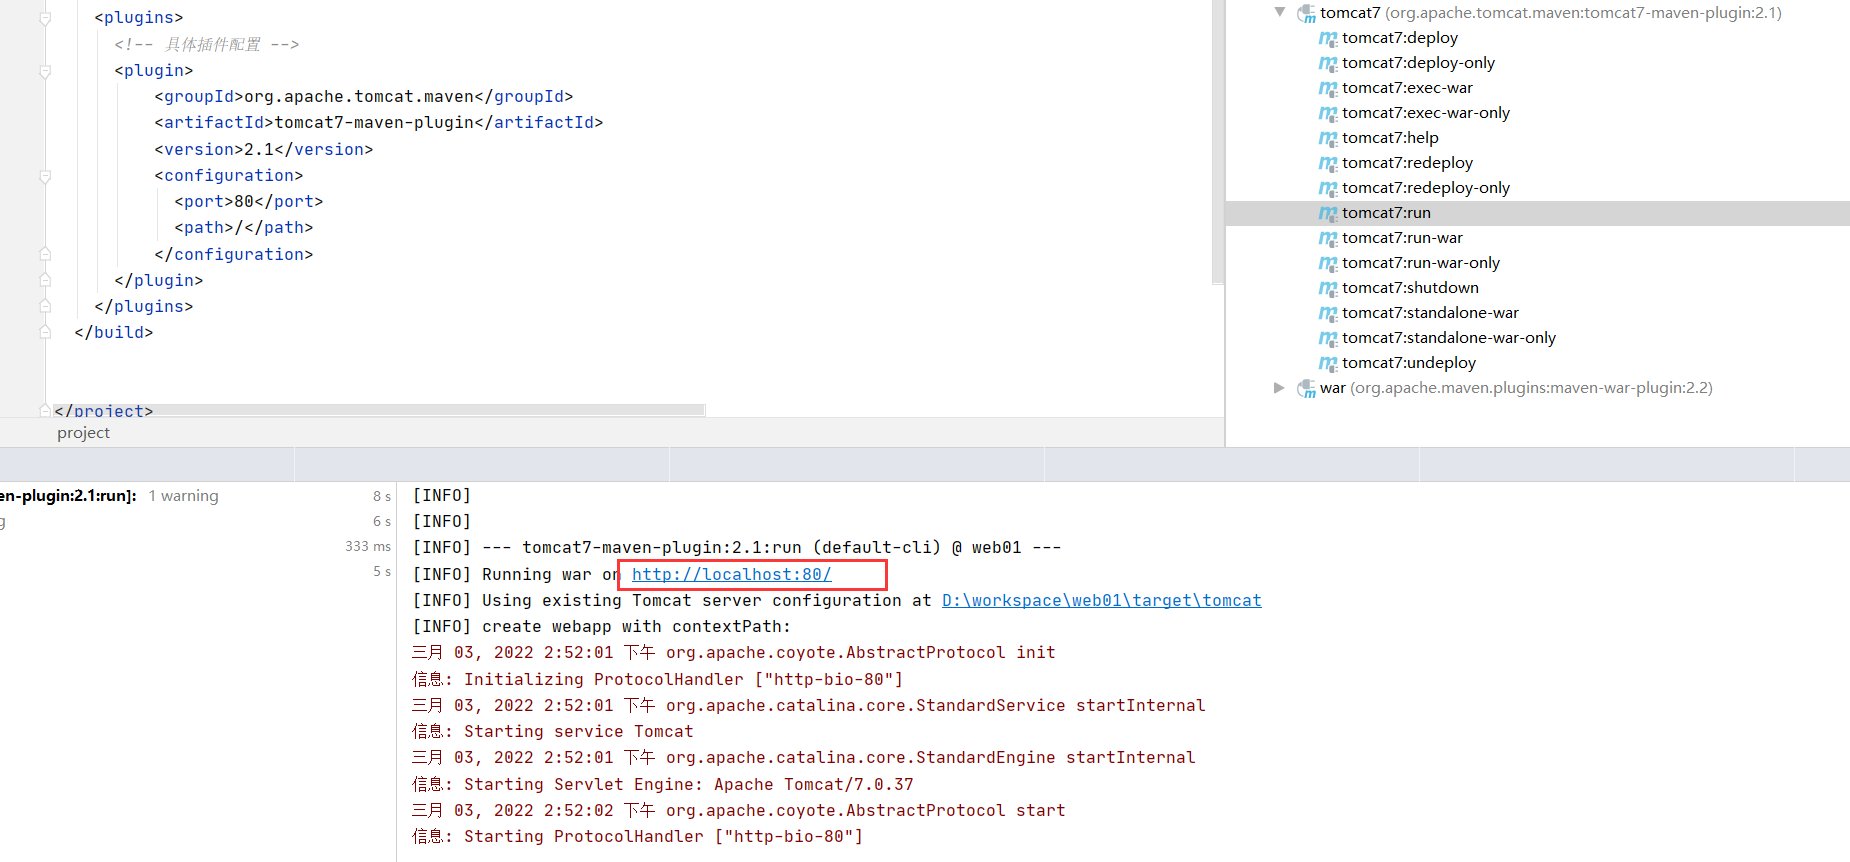 <plugins>
<!-- 具体插件配置 -->
<plugin>
<groupId>org.apache.tomcat.maven</groupId>
<artifactId>tomcat7-maven-plugin</artifactId>
<version>2.1</version>
<configuration>
<port>80</port>
<path>/</path>
</configuration>
</plugin>
</plugins>
</build>
</project>
project
tomcat7 (org.apache.tomcat.maven:tomcat7-maven-plugin:2.1)
tomcat7:deploy
tomcat7:deploy-only
tomcat7:exec-war
tomcat7:exec-war-only
tomcat7:help
tomcat7:redeploy
tomcat7:redeploy-only
tomcat7:run
tomcat7:run-war
tomcat7:run-war-only
tomcat7:shutdown
tomcat7:standalone-war
tomcat7:standalone-war-only
tomcat7:undeploy
war (org.apache.maven.plugins:maven-war-plugin:2.2)
en-plugin:2.1:run]: 1 warning 8 s
g 6 s
333 ms
5 s
[INFO]
[INFO]
[INFO] --- tomcat7-maven-plugin:2.1:run (default-cli) @ web01 ---
[INFO] Running war on http://localhost:80/
[INFO] Using existing Tomcat server configuration at D:\workspace\web01\target\tomcat
[INFO] create webapp with contextPath:
三月 03, 2022 2:52:01 下午 org.apache.coyote.AbstractProtocol init
信息: Initializing ProtocolHandler ["http-bio-80"]
三月 03, 2022 2:52:01 下午 org.apache.catalina.core.StandardService startInternal
信息: Starting service Tomcat
三月 03, 2022 2:52:01 下午 org.apache.catalina.core.StandardEngine startInternal
信息: Starting Servlet Engine: Apache Tomcat/7.0.37
三月 03, 2022 2:52:02 下午 org.apache.coyote.AbstractProtocol start
信息: Starting ProtocolHandler ["http-bio-80"]